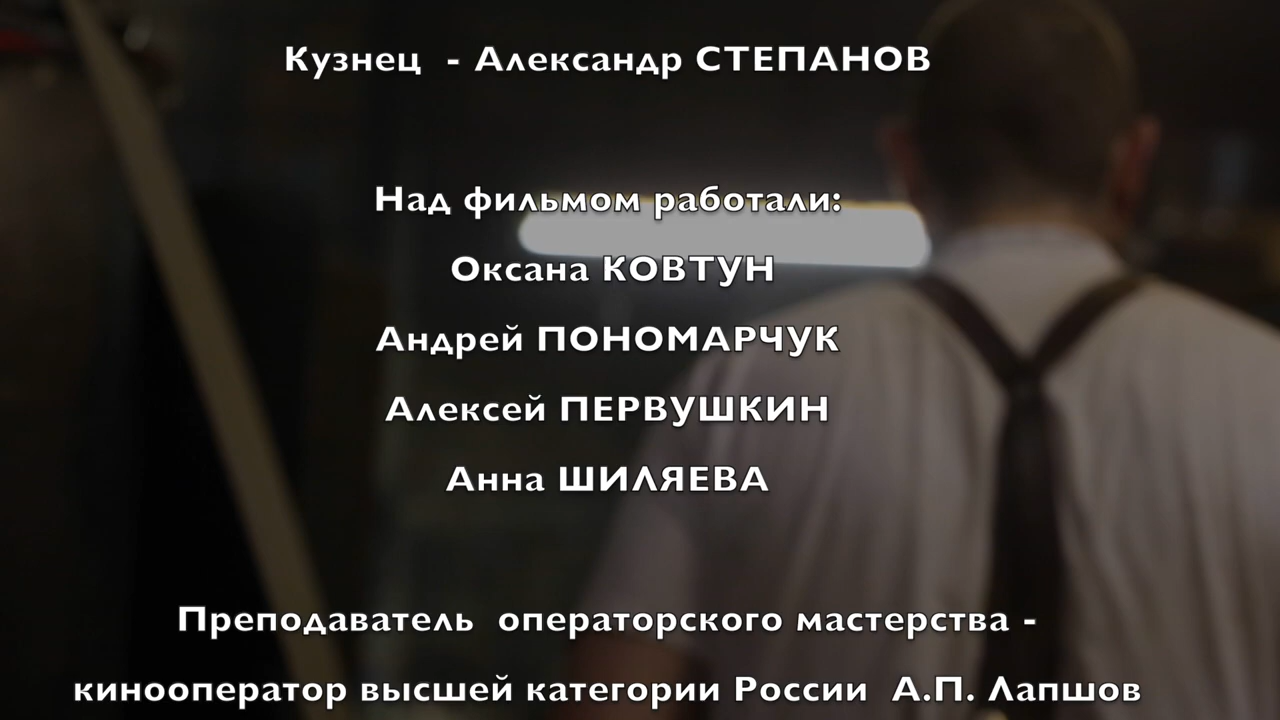 Кузнец - Александр СТЕПАНОВ
Над фильмом работали:
Оксана КОВТУН
Андрей ПОНОМАРЧУК
Алексей ПЕРВУШКИН
Анна ШИЛЯЕВА
Преподаватель операторского мастерства -
кинооператор высшей категории России А.П. Лапшов